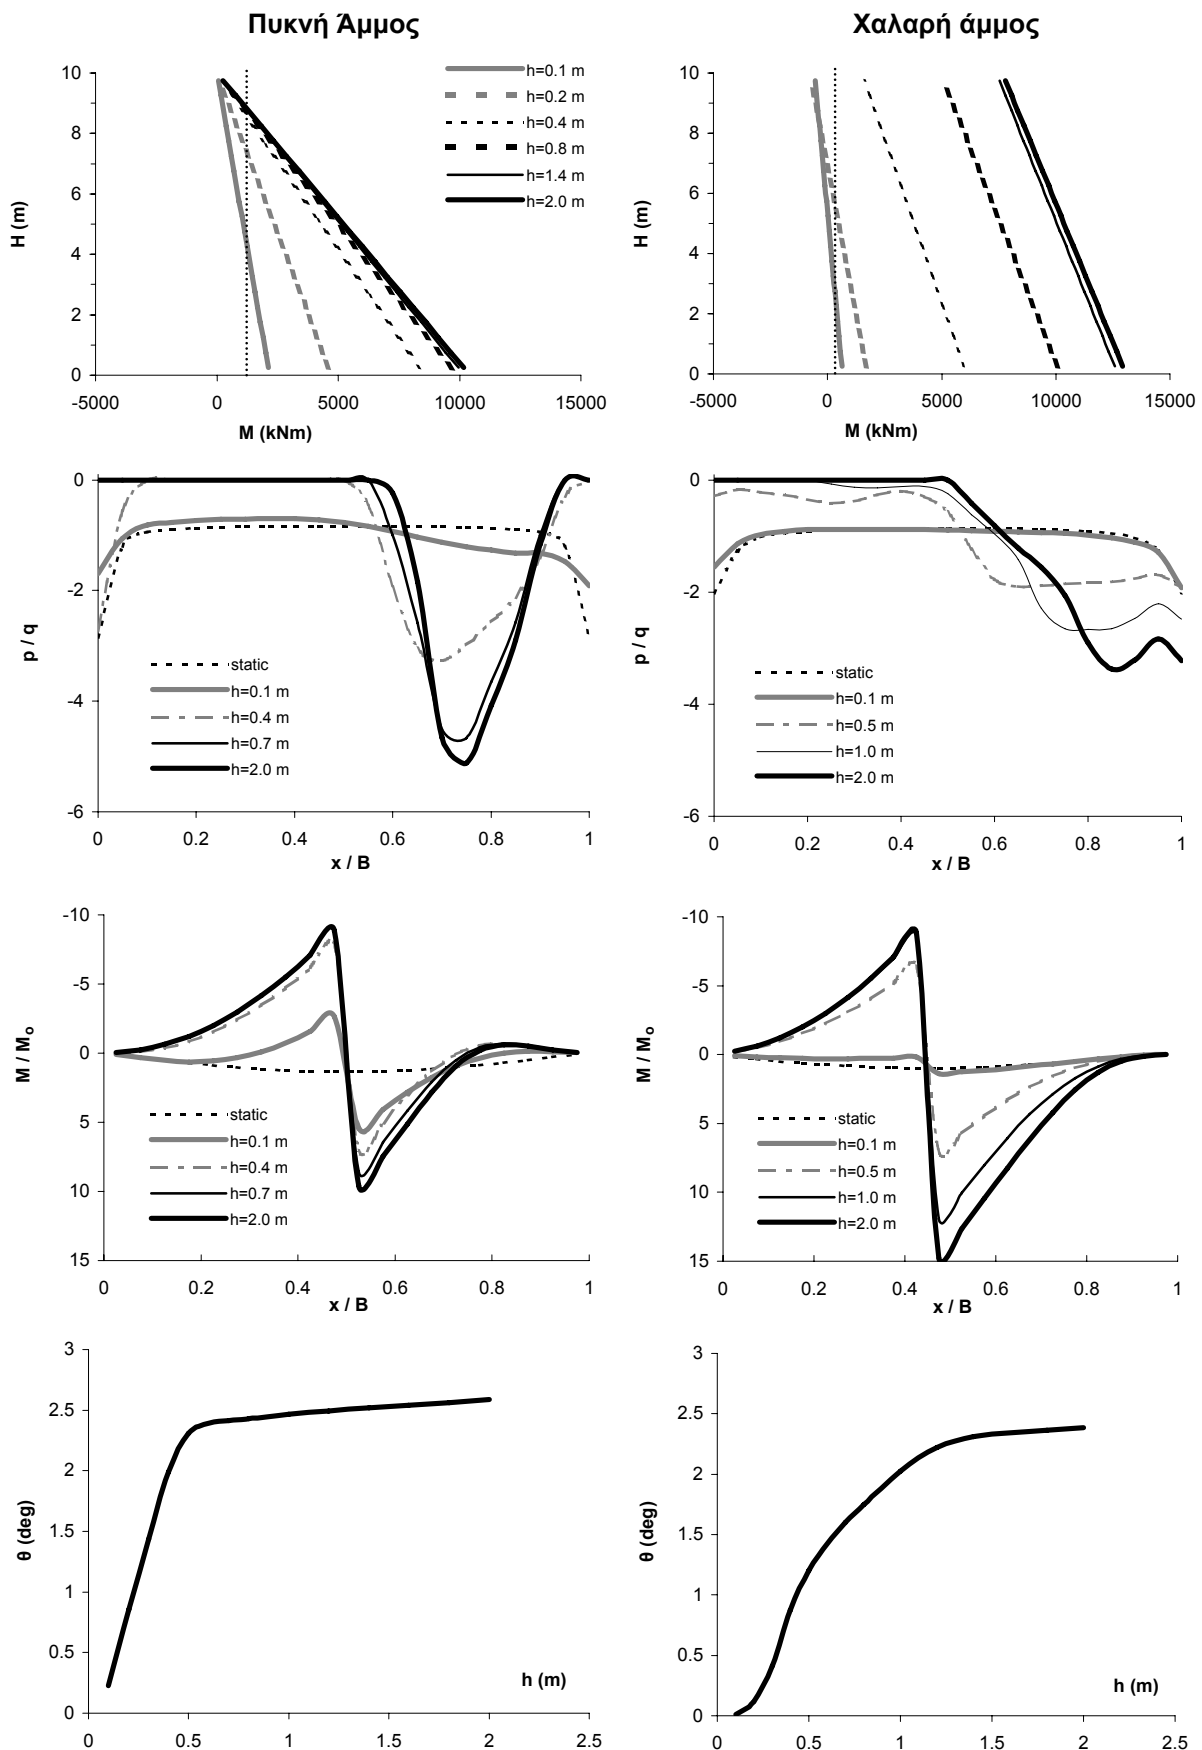 Πυκνή Άμμος
Χαλαρή άμμος
10
8
6
4
2
0
H (m)
-5000
0
5000
10000
15000
M (kNm)
h=0.1 m
h=0.2 m
h=0.4 m
h=0.8 m
h=1.4 m
h=2.0 m
10
8
6
4
2
0
H (m)
-5000
0
5000
10000
15000
M (kNm)
0
-2
-4
-6
p / q
static
h=0.1 m
h=0.4 m
h=0.7 m
h=2.0 m
0
0.2
0.4
0.6
0.8
1
x / B
0
-2
-4
-6
p / q
static
h=0.1 m
h=0.5 m
h=1.0 m
h=2.0 m
0
0.2
0.4
0.6
0.8
1
x / B
-10
-5
0
5
10
15
M / Mo
static
h=0.1 m
h=0.4 m
h=0.7 m
h=2.0 m
0
0.2
0.4
0.6
0.8
1
x / B
-10
-5
0
5
10
15
M / Mo
static
h=0.1 m
h=0.5 m
h=1.0 m
h=2.0 m
0
0.2
0.4
0.6
0.8
1
x / B
3
2.5
2
1.5
1
0.5
0
θ (deg)
h (m)
0
0.5
1
1.5
2
2.5
3
2.5
2
1.5
1
0.5
0
θ (deg)
h (m)
0
0.5
1
1.5
2
2.5